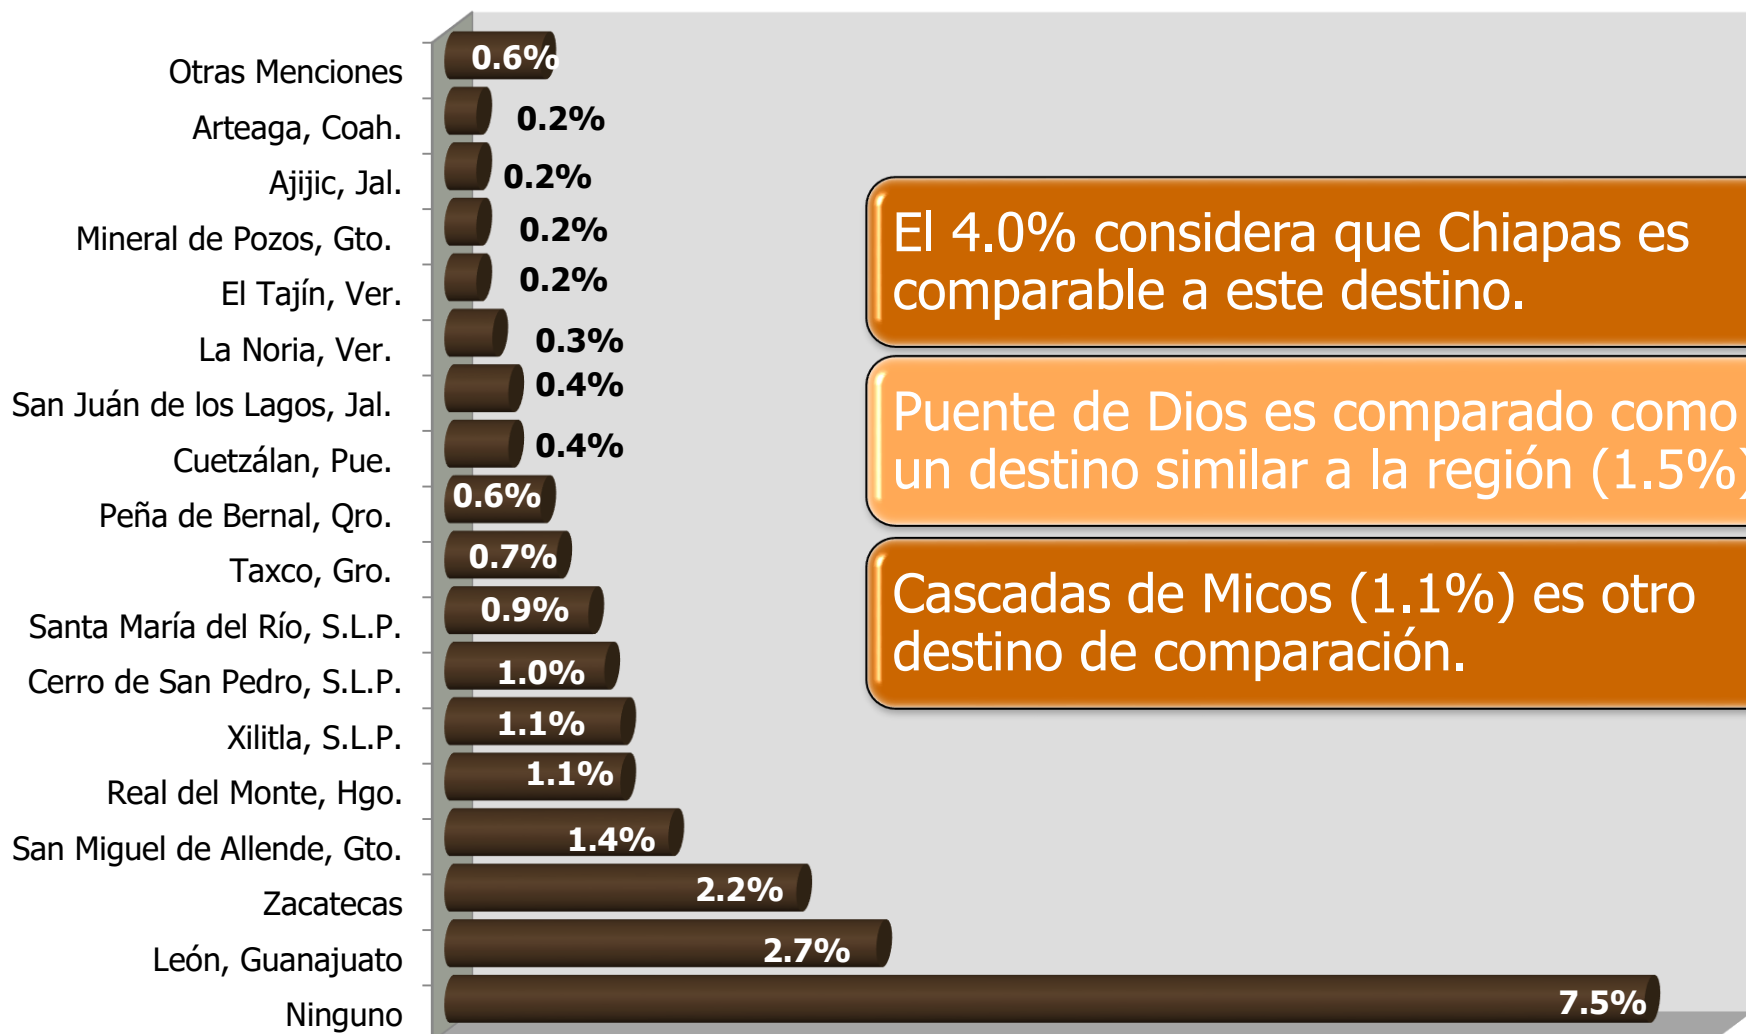 Otras Menciones 0.6%
Arteaga, Coah. 0.2%
Ajijic, Jal. 0.2%
Mineral de Pozos, Gto. 0.2%
El Tajín, Ver. 0.2%
La Noria, Ver. 0.3%
San Juán de los Lagos, Jal. 0.4%
Cuetzálan, Pue. 0.4%
Peña de Bernal, Qro. 0.6%
Taxco, Gro. 0.7%
Santa María del Río, S.L.P. 0.9%
Cerro de San Pedro, S.L.P. 1.0%
Xilitla, S.L.P. 1.1%
Real del Monte, Hgo. 1.1%
San Miguel de Allende, Gto. 1.4%
Zacatecas 2.2%
León, Guanajuato 2.7%
Ninguno 7.5%
El 4.0% considera que Chiapas es
comparable a este destino.
Puente de Dios es comparado como
un destino similar a la región (1.5%)
Cascadas de Micos (1.1%) es otro
destino de comparación.